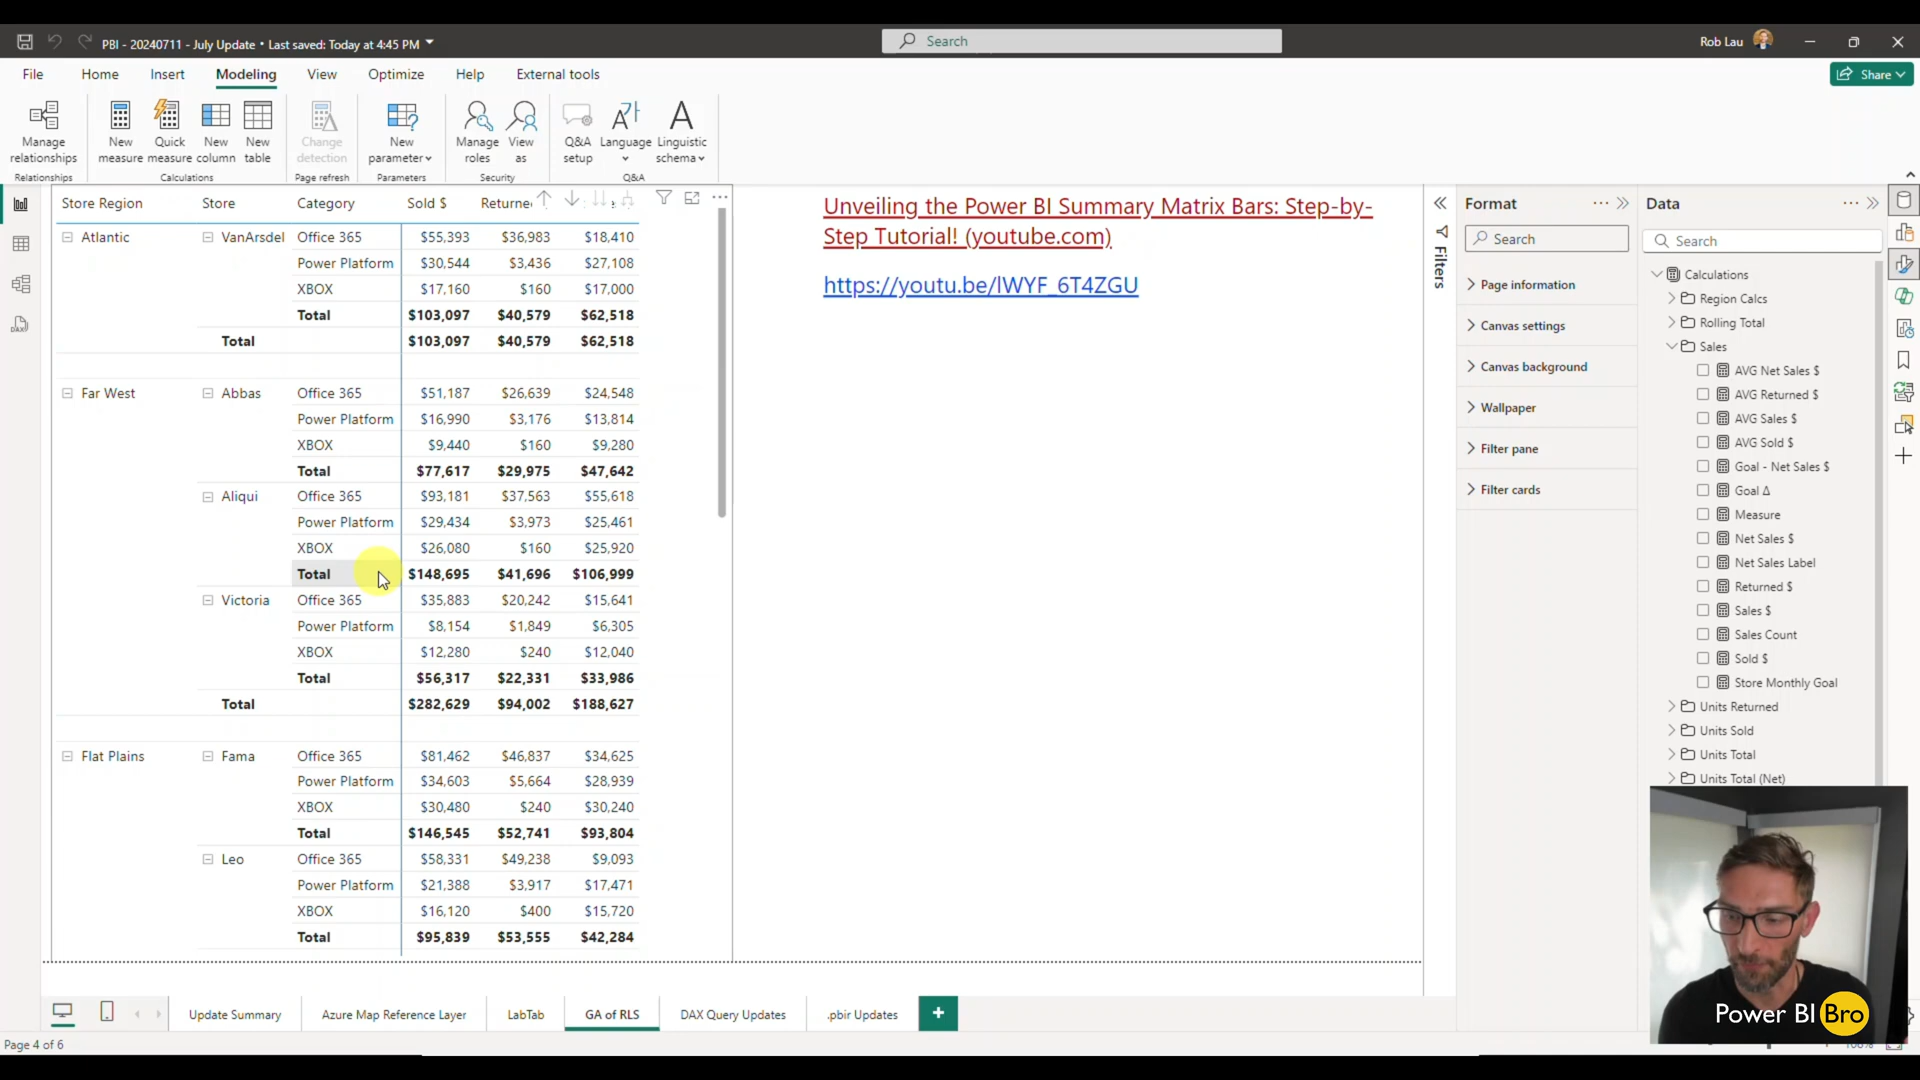 PBI - 20240711 - July Update • Last saved: Today at 4:45 PM
Search
Rob Lau
File Home Insert Modeling View Optimize Help External tools
Share
Manage relationships
New measure
Quick measure
New column
New table
Change detection
New parameter
Manage roles
View as
Q&A setup
Language
Linguistic schema
Relationships Calculations Page refresh Parameters Security Q&A
Store Region Store Category Sold $ Returne
Atlantic VanArsdel Office 365 $55,393 $36,983 $18,410
Power Platform $30,544 $3,436 $27,108
XBOX $17,160 $160 $17,000
Total $103,097 $40,579 $62,518
Total $103,097 $40,579 $62,518
Far West Abbas Office 365 $51,187 $26,639 $24,548
Power Platform $16,990 $3,176 $13,814
XBOX $9,440 $160 $9,280
Total $77,617 $29,975 $47,642
Aliqui Office 365 $93,181 $37,563 $55,618
Power Platform $29,434 $3,973 $25,461
XBOX $26,080 $160 $25,920
Total $148,695 $41,696 $106,999
Victoria Office 365 $35,883 $20,242 $15,641
Power Platform $8,154 $1,849 $6,305
XBOX $12,280 $240 $12,040
Total $56,317 $22,331 $33,986
Total $282,629 $94,002 $188,627
Flat Plains Fama Office 365 $81,462 $46,837 $34,625
Power Platform $34,603 $5,664 $28,939
XBOX $30,480 $240 $30,240
Total $146,545 $52,741 $93,804
Leo Office 365 $58,331 $49,238 $9,093
Power Platform $21,388 $3,917 $17,471
XBOX $16,120 $400 $15,720
Total $95,839 $53,555 $42,284
Unveiling the Power BI Summary Matrix Bars: Step-by-
Step Tutorial! (youtube.com)
https://youtu.be/lWYF_6T4ZGU
Filters
Format
Search
Page information
Canvas settings
Canvas background
Wallpaper
Filter pane
Filter cards
Data
Search
Calculations
Region Calcs
Rolling Total
Sales
AVG Net Sales $
AVG Returned $
AVG Sales $
AVG Sold $
Goal - Net Sales $
Goal Δ
Measure
Net Sales $
Net Sales Label
Returned $
Sales $
Sales Count
Sold $
Store Monthly Goal
Units Returned
Units Sold
Units Total
Units Total (Net)
Power BI Bro
Update Summary Azure Map Reference Layer LabTab GA of RLS DAX Query Updates .pbir Updates
Page 4 of 6